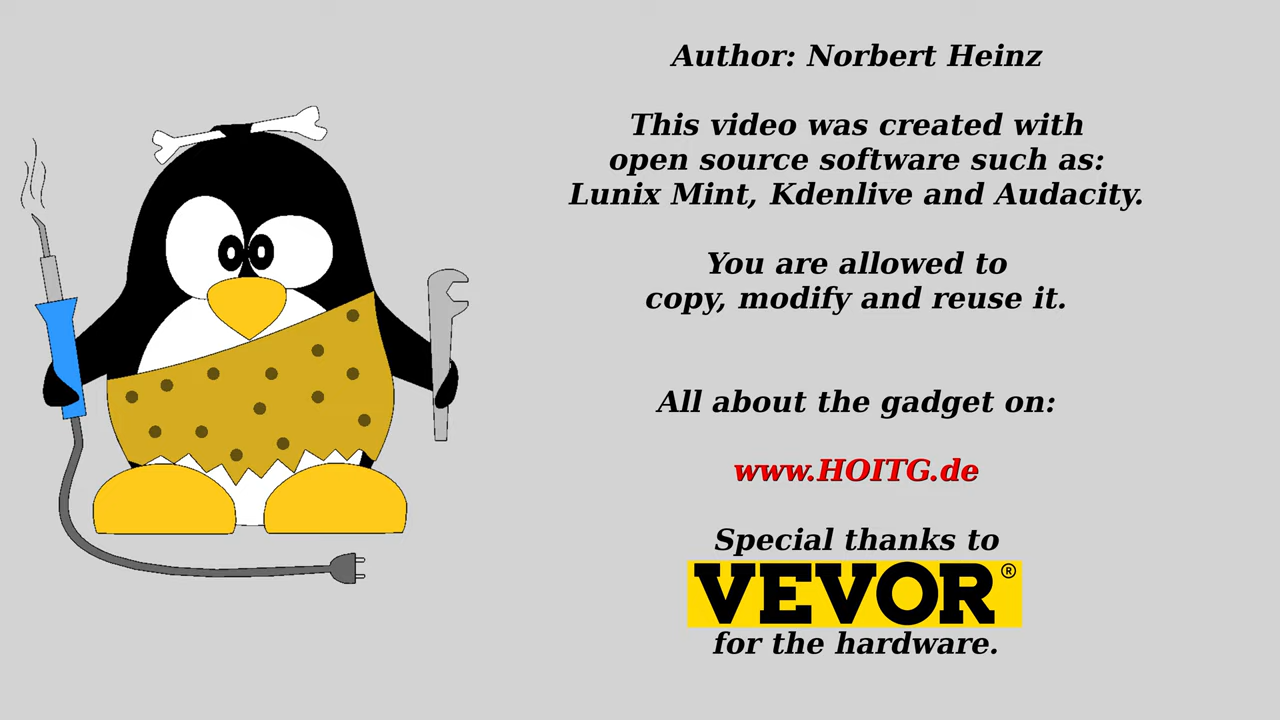 Author: Norbert Heinz
This video was created with
open source software such as:
Lunix Mint, Kdenlive and Audacity.
You are allowed to
copy, modify and reuse it.
All about the gadget on:
www.HOITG.de
Special thanks to
VEVOR®
for the hardware.